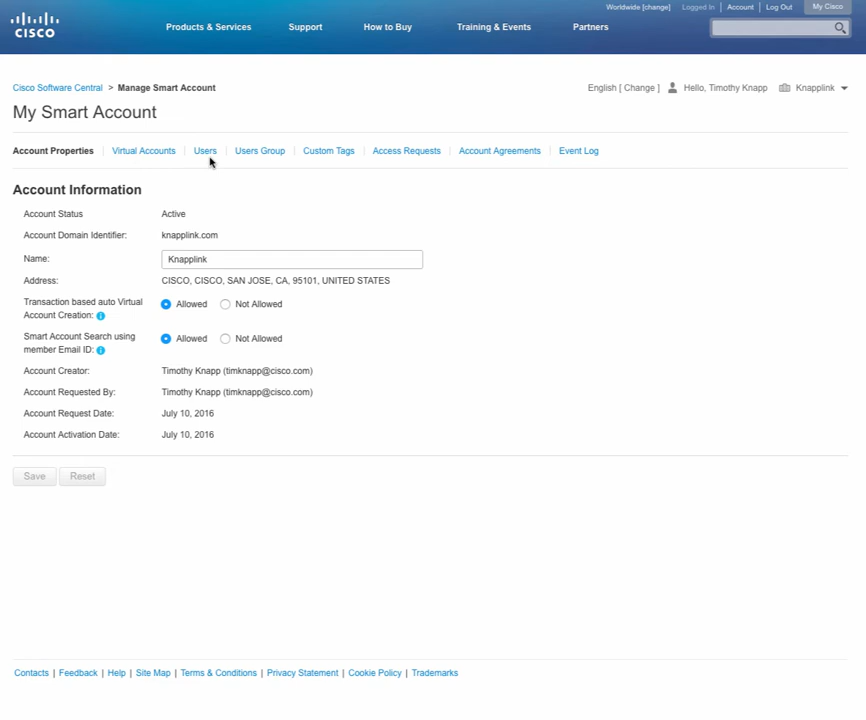 Worldwide [change] Logged In Account Log Out My Cisco
CISCO
Products & Services Support How to Buy Training & Events Partners
Cisco Software Central > Manage Smart Account
English [ Change ] Hello, Timothy Knapp Knapplink
My Smart Account
Account Properties Virtual Accounts Users Users Group Custom Tags Access Requests Account Agreements Event Log
Account Information
Account Status Active
Account Domain Identifier: knapplink.com
Name: Knapplink
Address: CISCO, CISCO, SAN JOSE, CA, 95101, UNITED STATES
Transaction based auto Virtual
Account Creation: Allowed Not Allowed
Smart Account Search using
member Email ID: Allowed Not Allowed
Account Creator: Timothy Knapp (timknapp@cisco.com)
Account Requested By: Timothy Knapp (timknapp@cisco.com)
Account Request Date: July 10, 2016
Account Activation Date: July 10, 2016
Save Reset
Contacts | Feedback | Help | Site Map | Terms & Conditions | Privacy Statement | Cookie Policy | Trademarks